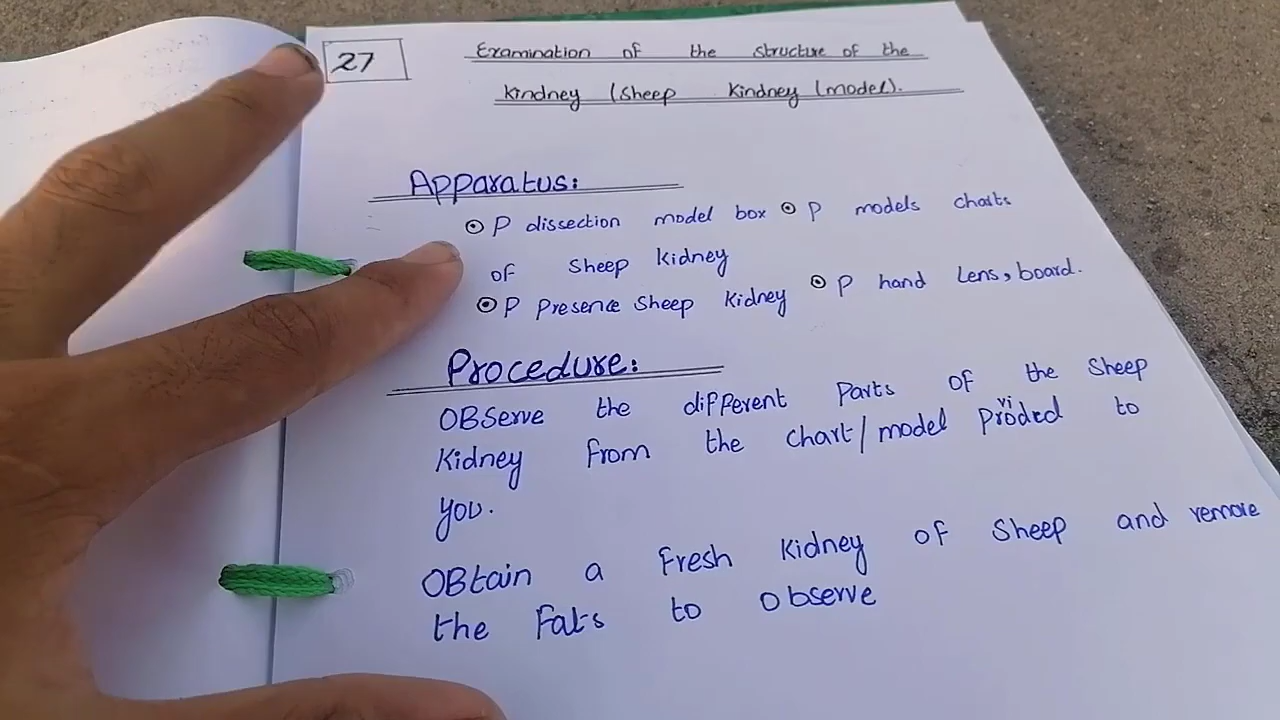 27
Examination of the structure of the
Kindney (Sheep Kindney (model).
Apparatus:
⊙ P dissection model box ⊙ P models charts
of Sheep Kidney
⊙ P Presence Sheep Kidney ⊙ P hand Lens, board.
Procedure:
OBserve the different Parts of the Sheep
Kidney from the chart/model Proded to
vi
you.
OBtain a Fresh Kidney of Sheep and remove
the Fats to observe